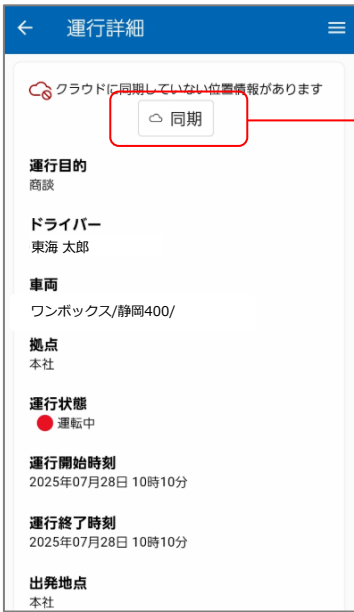 運行詳細
クラウドに同期していない位置情報があります
同期
運行目的
商談
ドライバー
東海 太郎
車両
ワンボックス/静岡400/
拠点
本社
運行状態
運転中
運行開始時刻
2025年07月28日 10時10分
運行終了時刻
2025年07月28日 10時10分
出発地点
本社